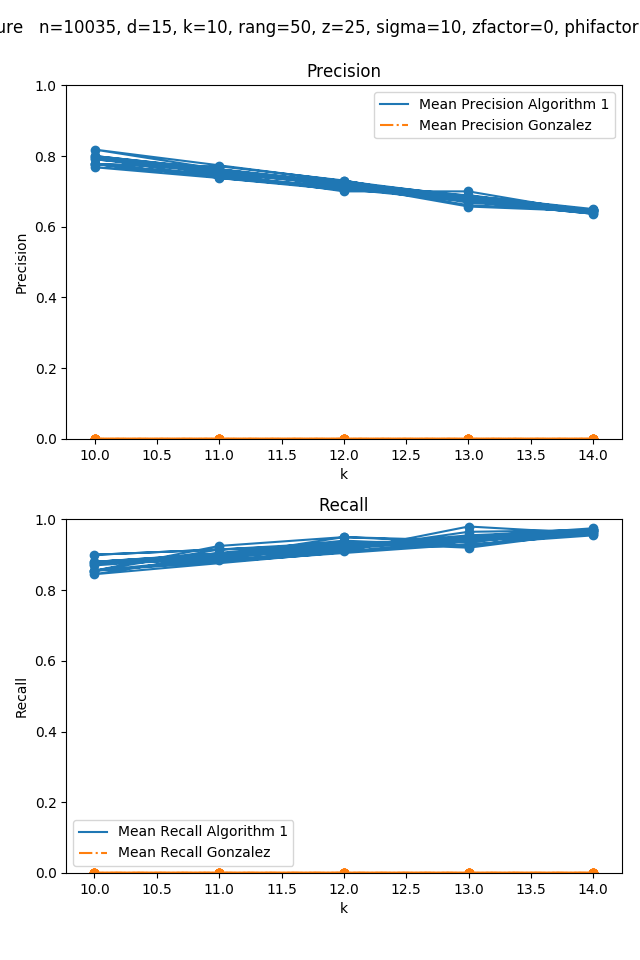 n=10035, d=15, k=10, rang=50, z=25, sigma=10, zfactor=0, phifactor
Precision
1.0
0.8
0.6
0.4
0.2
0.0
Precision
Mean Precision Algorithm 1
Mean Precision Gonzalez
10.0 10.5 11.0 11.5 12.0 12.5 13.0 13.5 14.0
k
Recall
1.0
0.8
0.6
0.4
0.2
0.0
Recall
Mean Recall Algorithm 1
Mean Recall Gonzalez
10.0 10.5 11.0 11.5 12.0 12.5 13.0 13.5 14.0
k